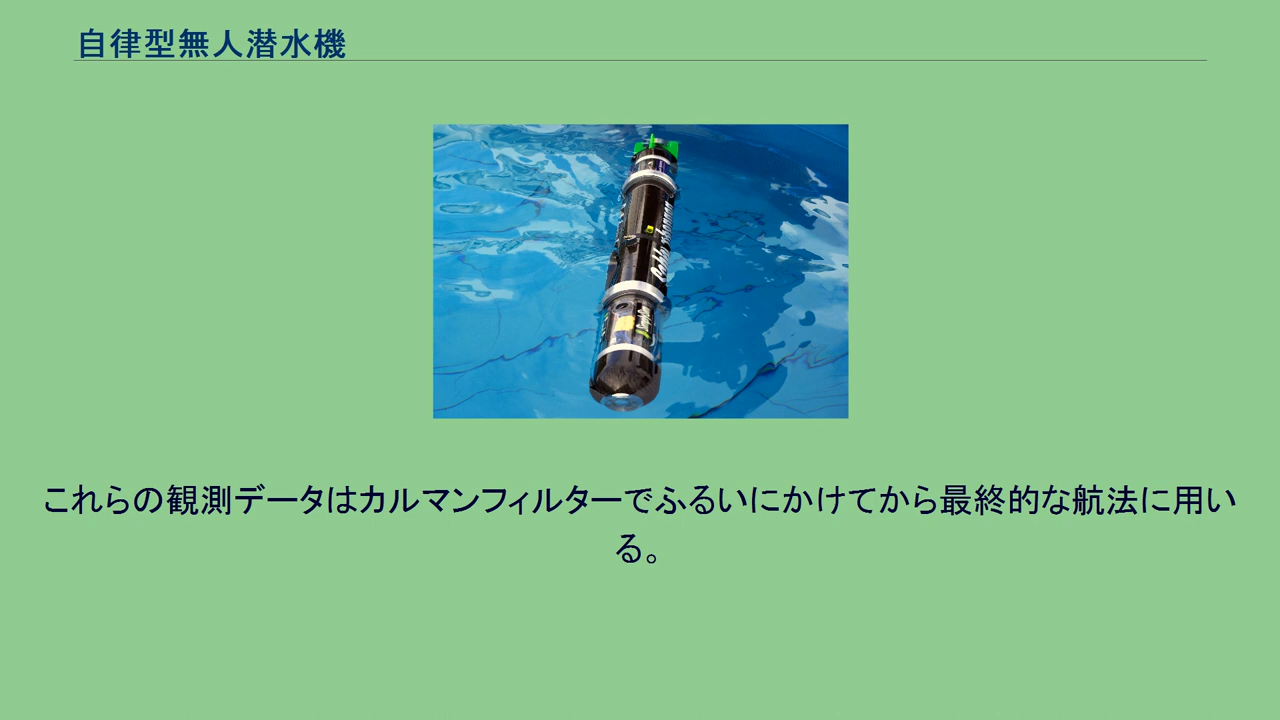 自律型無人潜水機
これらの観測データはカルマンフィルターでふるいにかけてから最終的な航法に用い
る。